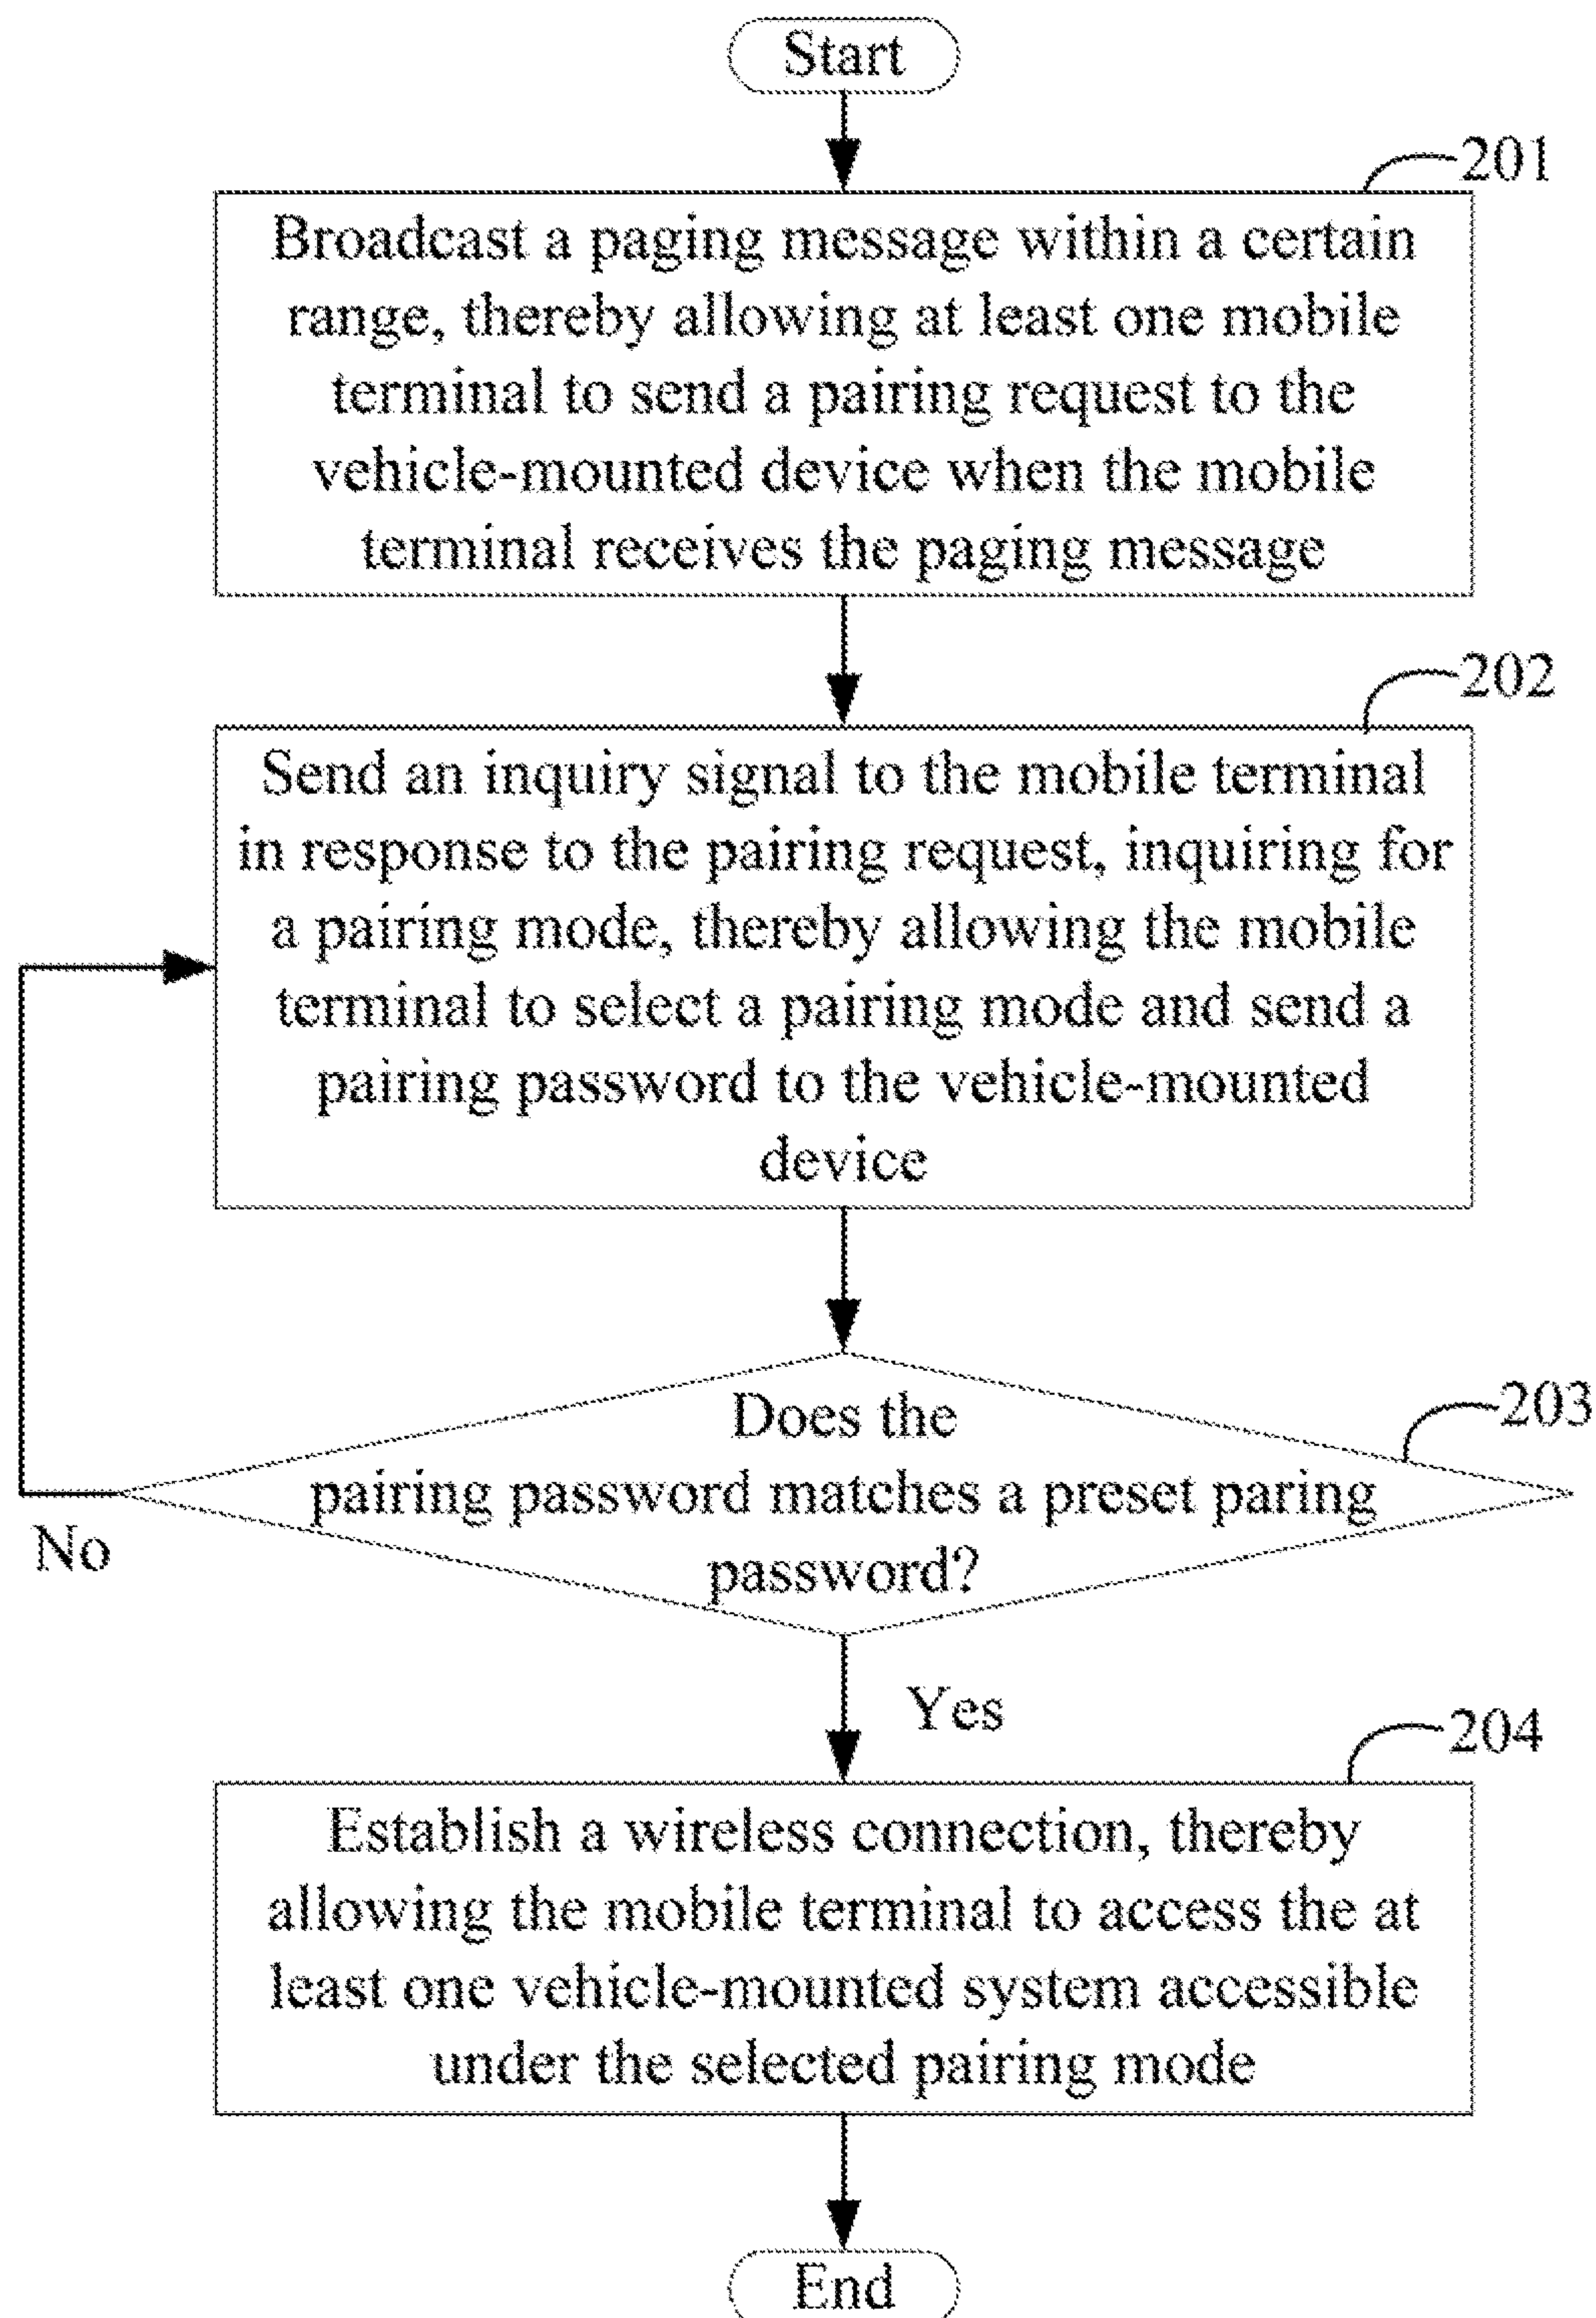 Start
201
Broadcast a paging message within a certain
range, thereby allowing at least one mobile
terminal to send a pairing request to the
vehicle-mounted device when the mobile
terminal receives the paging message
202
Send an inquiry signal to the mobile terminal
in response to the pairing request, inquiring for
a pairing mode, thereby allowing the mobile
terminal to select a pairing mode and send a
pairing password to the vehicle-mounted
device
203
Does the
pairing password matches a preset paring
password?
No
Yes
204
Establish a wireless connection, thereby
allowing the mobile terminal to access the at
least one vehicle-mounted system accessible
under the selected pairing mode
End